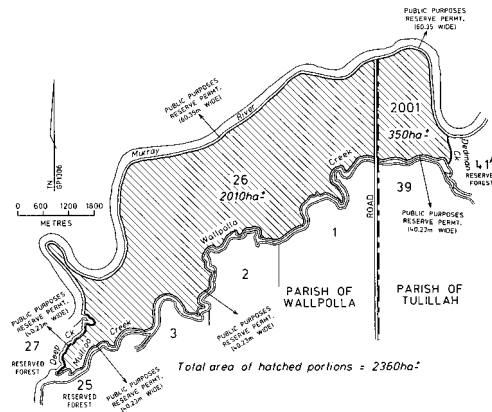 PUBLIC PURPOSES
RESERVE PERMT.
(60.35 WIDE)
PUBLIC PURPOSES
RESERVE PERMT.
(60.35m WIDE)
Murray
River
2001
350ha±
Dedman
Ck
41A
RESERVE
FOREST
TN
GP1306
600 0 600 1200 1800
METRES
26
2010ha±
Creek
Wallpolla
39
ROAD
PUBLIC PURPOSES
RESERVE PERMT.
(40.23m WIDE)
1
2
PARISH OF
WALLPOLLA
PARISH OF
TULILLAH
PUBLIC PURPOSES
RESERVE PERMT.
(40.23m WIDE)
3
PUBLIC PURPOSES
RESERVE PERMT.
(40.23m WIDE)
27
RESERVED
FOREST
Deep
Ck
Mullroo
Creek
25
RESERVED
FOREST
PUBLIC PURPOSES
RESERVE PERMT.
(40.23m WIDE)
Total area of hatched portions = 2360ha±